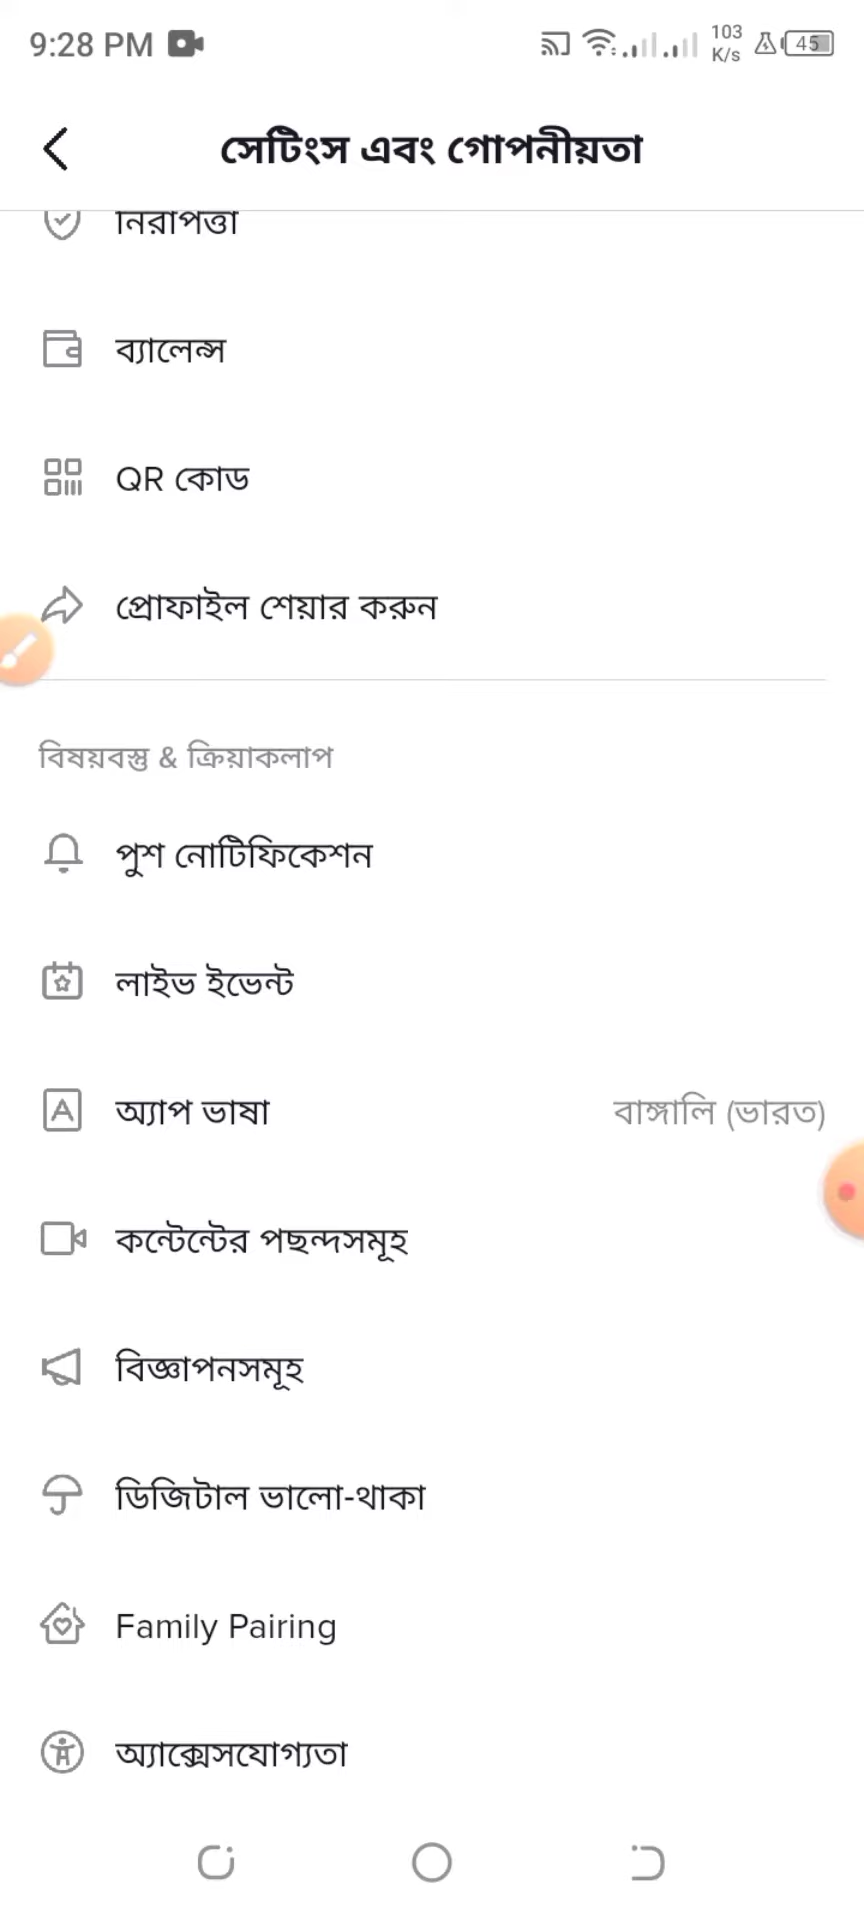 9:28 PM
103
K/s
45
সেটিংস এবং গোপনীয়তা
নিরাপত্তা
ব্যালেন্স
QR কোড
প্রোফাইল শেয়ার করুন
বিষয়বস্তু & ক্রিয়াকলাপ
পুশ নোটিফিকেশন
লাইভ ইভেন্ট
অ্যাপ ভাষা বাঙ্গালি (ভারত)
কন্টেন্টের পছন্দসমূহ
বিজ্ঞাপনসমূহ
ডিজিটাল ভালো-থাকা
Family Pairing
অ্যাক্সেসযোগ্যতা